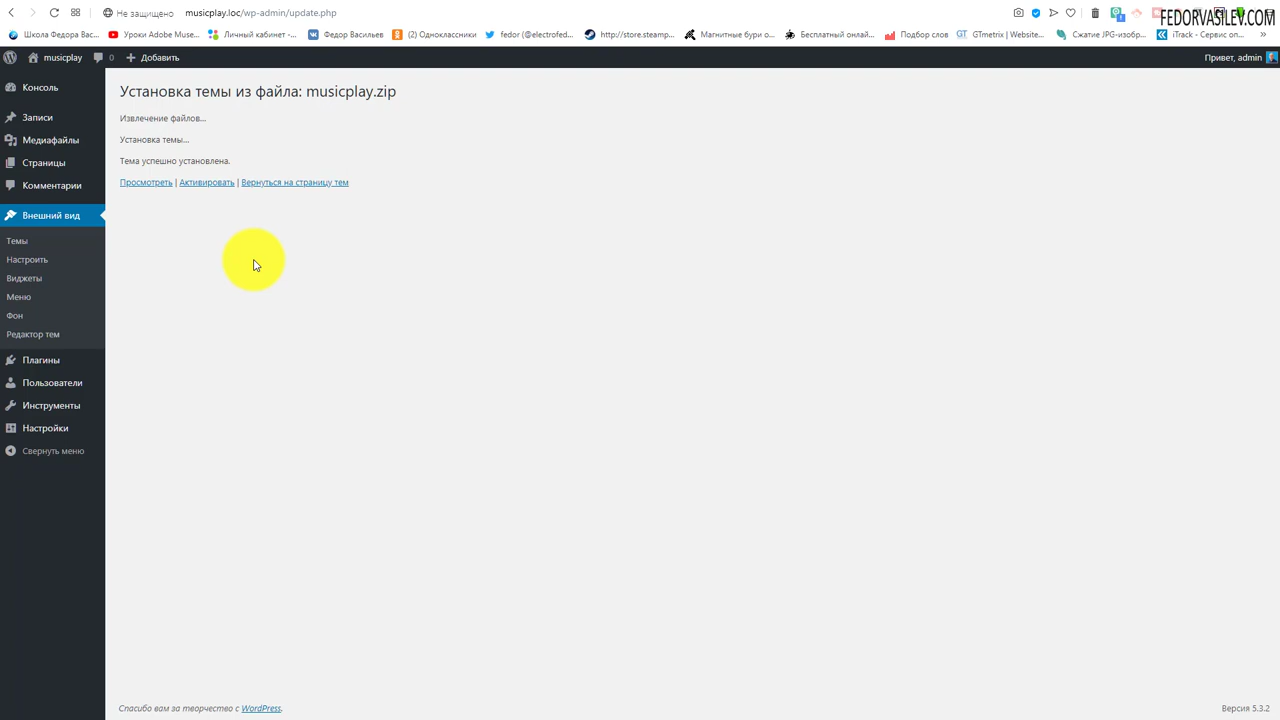 Не защищено musicplay.loc/wp-admin/update.php
FEDORVASILEV.COM
Школа Федора Вас... Уроки Adobe Muse... Личный кабинет -... Федор Васильев (2) Одноклассники fedor (@electrofed... http://store.steamp... Магнитные бури о... Бесплатный онлай... Подбор слов GTmetrix | Website... Сжатие JPG-изобр... iTrack - Сервис оп... »
musicplay 0 Добавить Привет, admin
Консоль
Записи
Медиафайлы
Страницы
Комментарии
Внешний вид
Темы
Настроить
Виджеты
Меню
Фон
Редактор тем
Плагины
Пользователи
Инструменты
Настройки
Свернуть меню
Установка темы из файла: musicplay.zip
Извлечение файлов...
Установка темы...
Тема успешно установлена.
Просмотреть | Активировать | Вернуться на страницу тем
Спасибо вам за творчество с WordPress. Версия 5.3.2